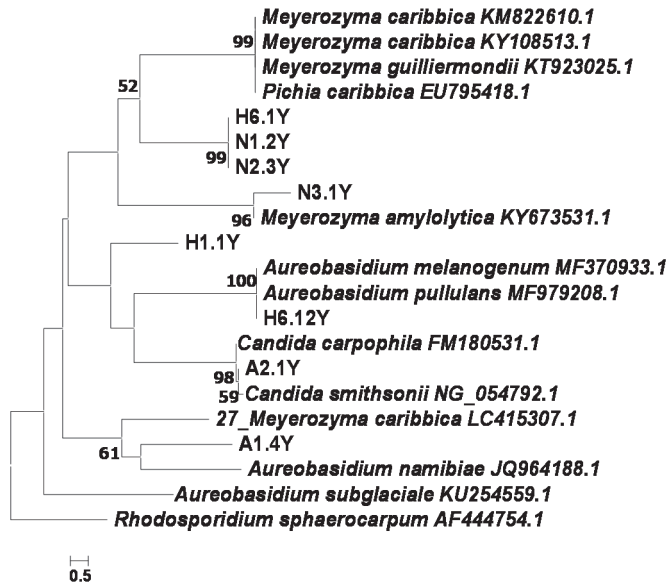 Meyerozyma caribbica KM822610.1
99
Meyerozyma caribbica KY108513.1
Meyerozyma guilliermondii KT923025.1
52
Pichia caribbica EU795418.1
H6.1Y
N1.2Y
99
N2.3Y
N3.1Y
96
Meyerozyma amylolytica KY673531.1
H1.1Y
Aureobasidium melanogenum MF370933.1
100
Aureobasidium pullulans MF979208.1
H6.12Y
Candida carpophila FM180531.1
A2.1Y
98
59
Candida smithsonii NG_054792.1
27_Meyerozyma caribbica LC415307.1
A1.4Y
61
Aureobasidium namibiae JQ964188.1
Aureobasidium subglaciale KU254559.1
Rhodosporidium sphaerocarpum AF444754.1
0.5